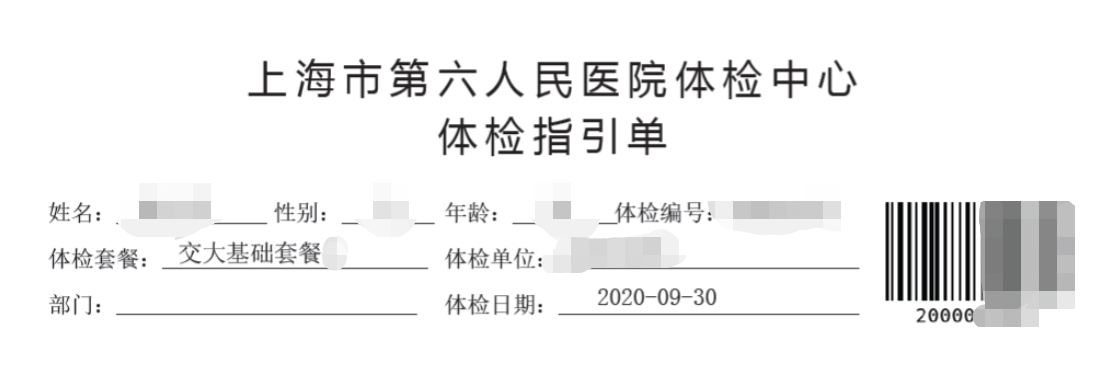 上海市第六人民医院体检中心
体检指引单
姓名： 性别： 年龄： 体检编号：
体检套餐： 交大基础套餐 体检单位：
部门： 体检日期： 2020-09-30
20000